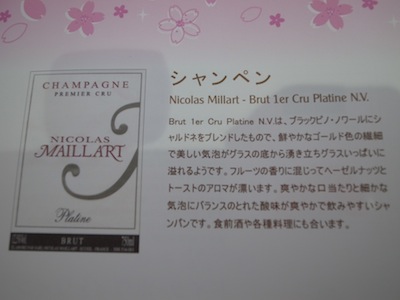 CHAMPAGNE
PREMIER CRU
NICOLAS
MAILLART
Platine
BRUT
750ml
シャンペン
Nicolas Millart - Brut 1er Cru Platine N.V.
Brut 1er Cru Platine N.V.は、ブラックピノ・ノワールにシ
ャルドネをブレンドしたもので、鮮やかなゴールド色の繊細
で美しい気泡がグラスの底から湧き立ちグラスいっぱいに
溢れるようです。フルーツの香りに混じってヘーゼルナッツと
トーストのアロマが漂います。爽やかな口当たりと細かな
気泡にバランスのとれた酸味が爽やかで飲みやすいシャ
ンパンです。食前酒や各種料理にも合います。